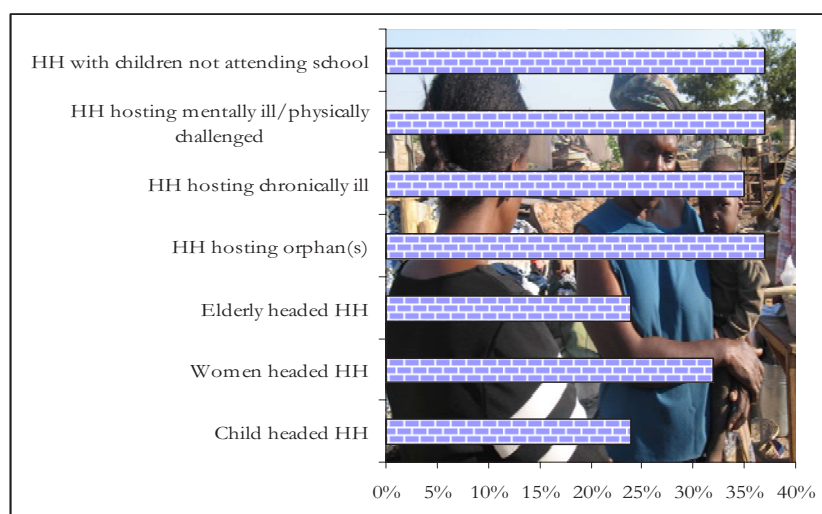 HH with children not attending school
HH hosting mentally ill/physically
challenged
HH hosting chronically ill
HH hosting orphan(s)
Elderly headed HH
Women headed HH
Child headed HH
0% 5% 10% 15% 20% 25% 30% 35% 40%